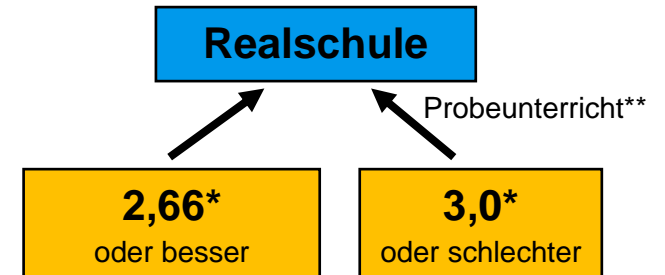 Realschule
Probeunterricht**
2,66*
oder besser
3,0*
oder schlechter